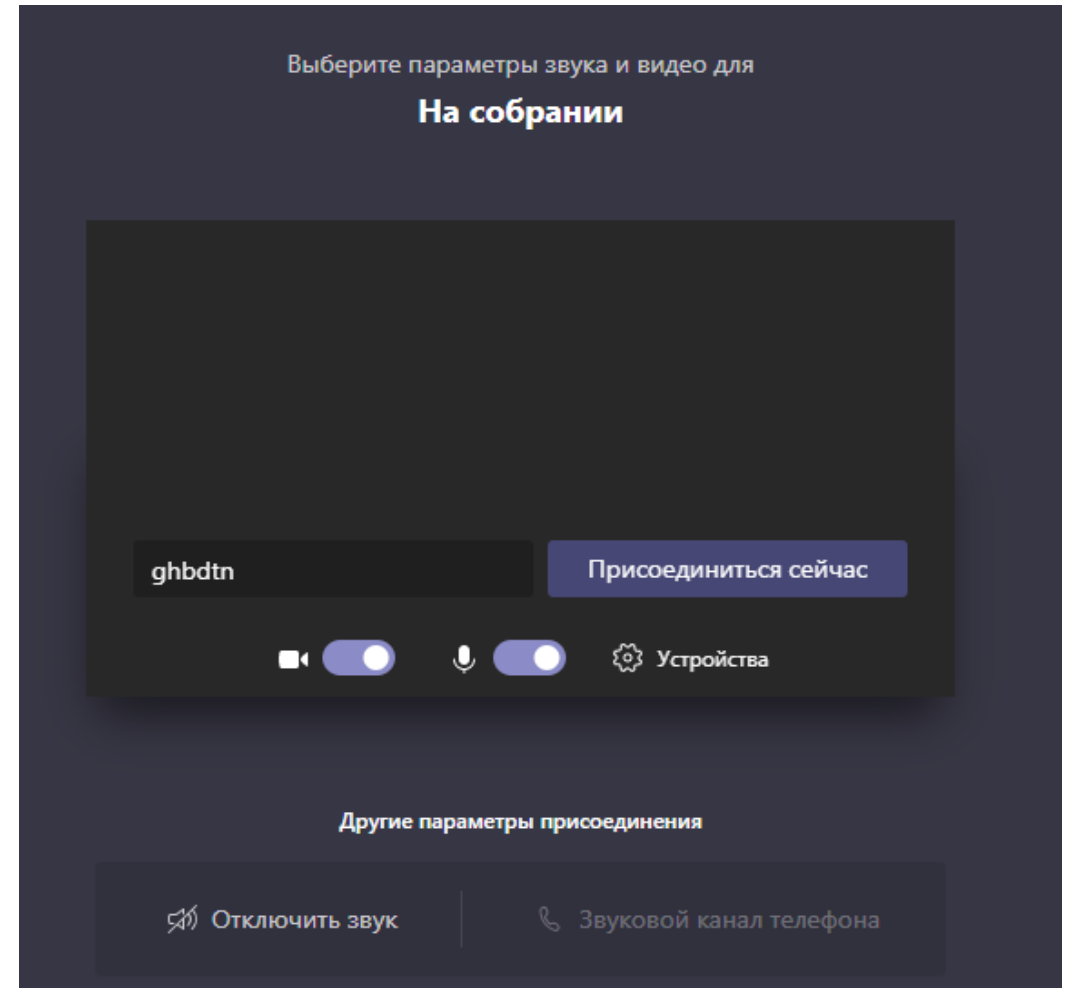 Выберите параметры звука и видео для
На собрании
ghbdtn
Присоединиться сейчас
Устройства
Другие параметры присоединения
Отключить звук
Звуковой канал телефона